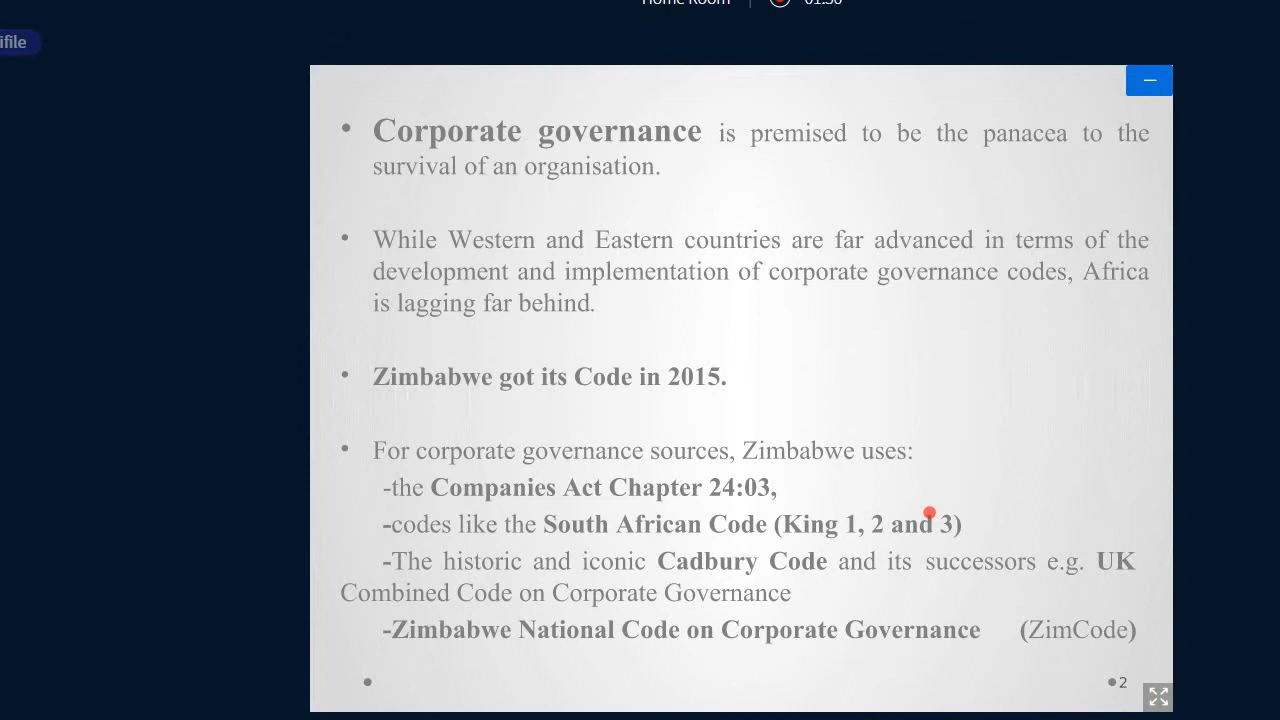 Home Room | 01:30
ifile
• Corporate governance is premised to be the panacea to the
survival of an organisation.
• While Western and Eastern countries are far advanced in terms of the
development and implementation of corporate governance codes, Africa
is lagging far behind.
• Zimbabwe got its Code in 2015.
• For corporate governance sources, Zimbabwe uses:
-the Companies Act Chapter 24:03,
-codes like the South African Code (King 1, 2 and 3)
-The historic and iconic Cadbury Code and its successors e.g. UK
Combined Code on Corporate Governance
-Zimbabwe National Code on Corporate Governance (ZimCode)
• •2